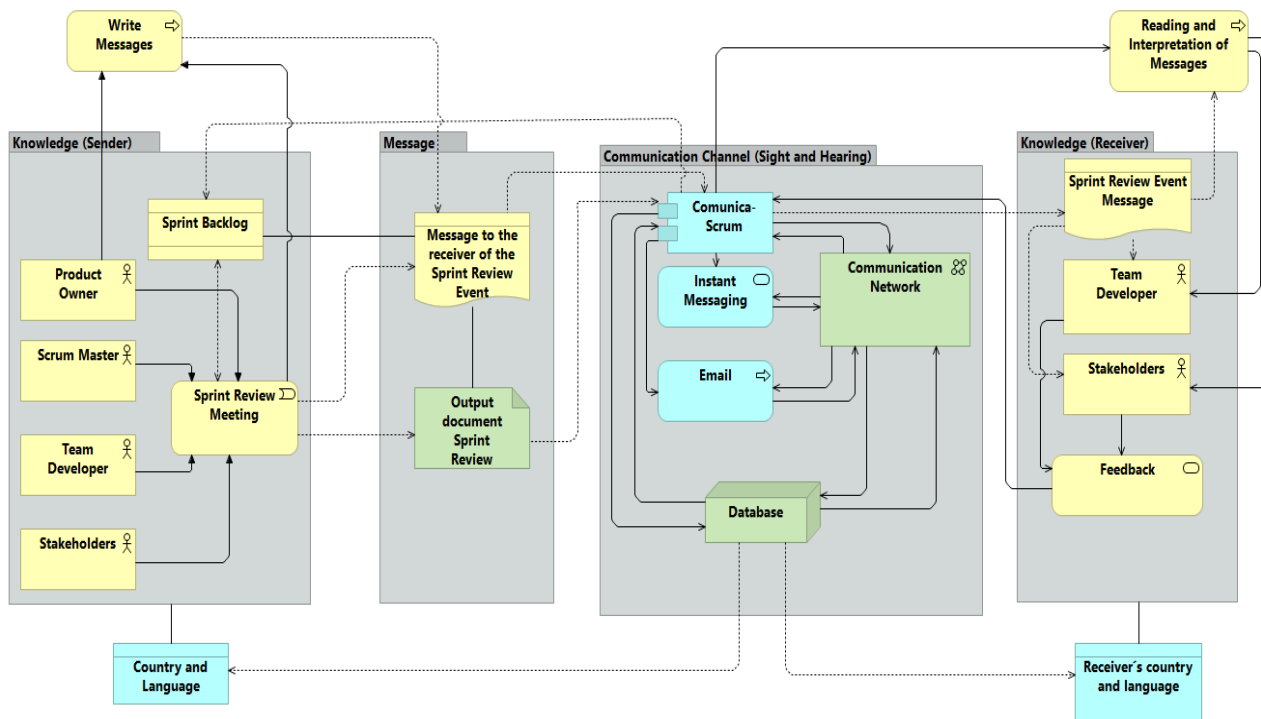 Write
Messages
Reading and
Interpretation of
Messages
Knowledge (Sender)
Sprint Backlog
Product
Owner
Scrum Master
Sprint Review
Meeting
Team
Developer
Stakeholders
Country and
Language
Message
Message to the
receiver of the
Sprint Review
Event
Output
document
Sprint
Review
Communication Channel (Sight and Hearing)
Comunica-
Scrum
Instant
Messaging
Communication
Network
Email
Database
Knowledge (Receiver)
Sprint Review Event
Message
Team
Developer
Stakeholders
Feedback
Receiver´s country
and language